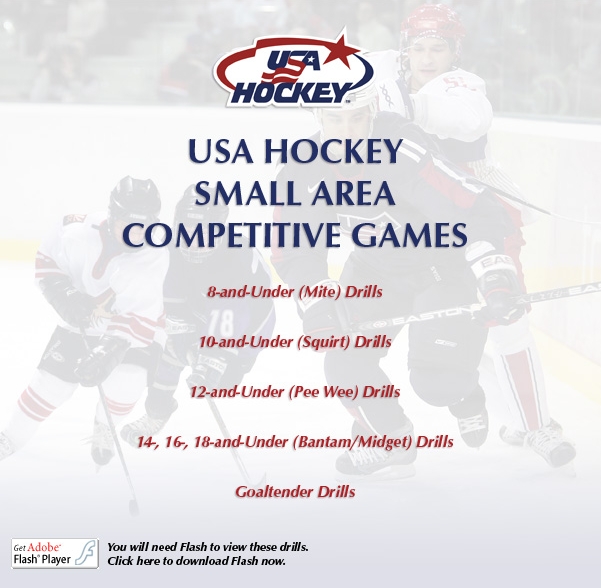 USA
HOCKEY
USA HOCKEY
SMALL AREA
COMPETITIVE GAMES
8-and-Under (Mite) Drills
10-and-Under (Squirt) Drills
12-and-Under (Pee Wee) Drills
14-, 16-, 18-and-Under (Bantam/Midget) Drills
Goaltender Drills
18
EASTON
Get Adobe®
Flash® Player
You will need Flash to view these drills.
Click here to download Flash now.